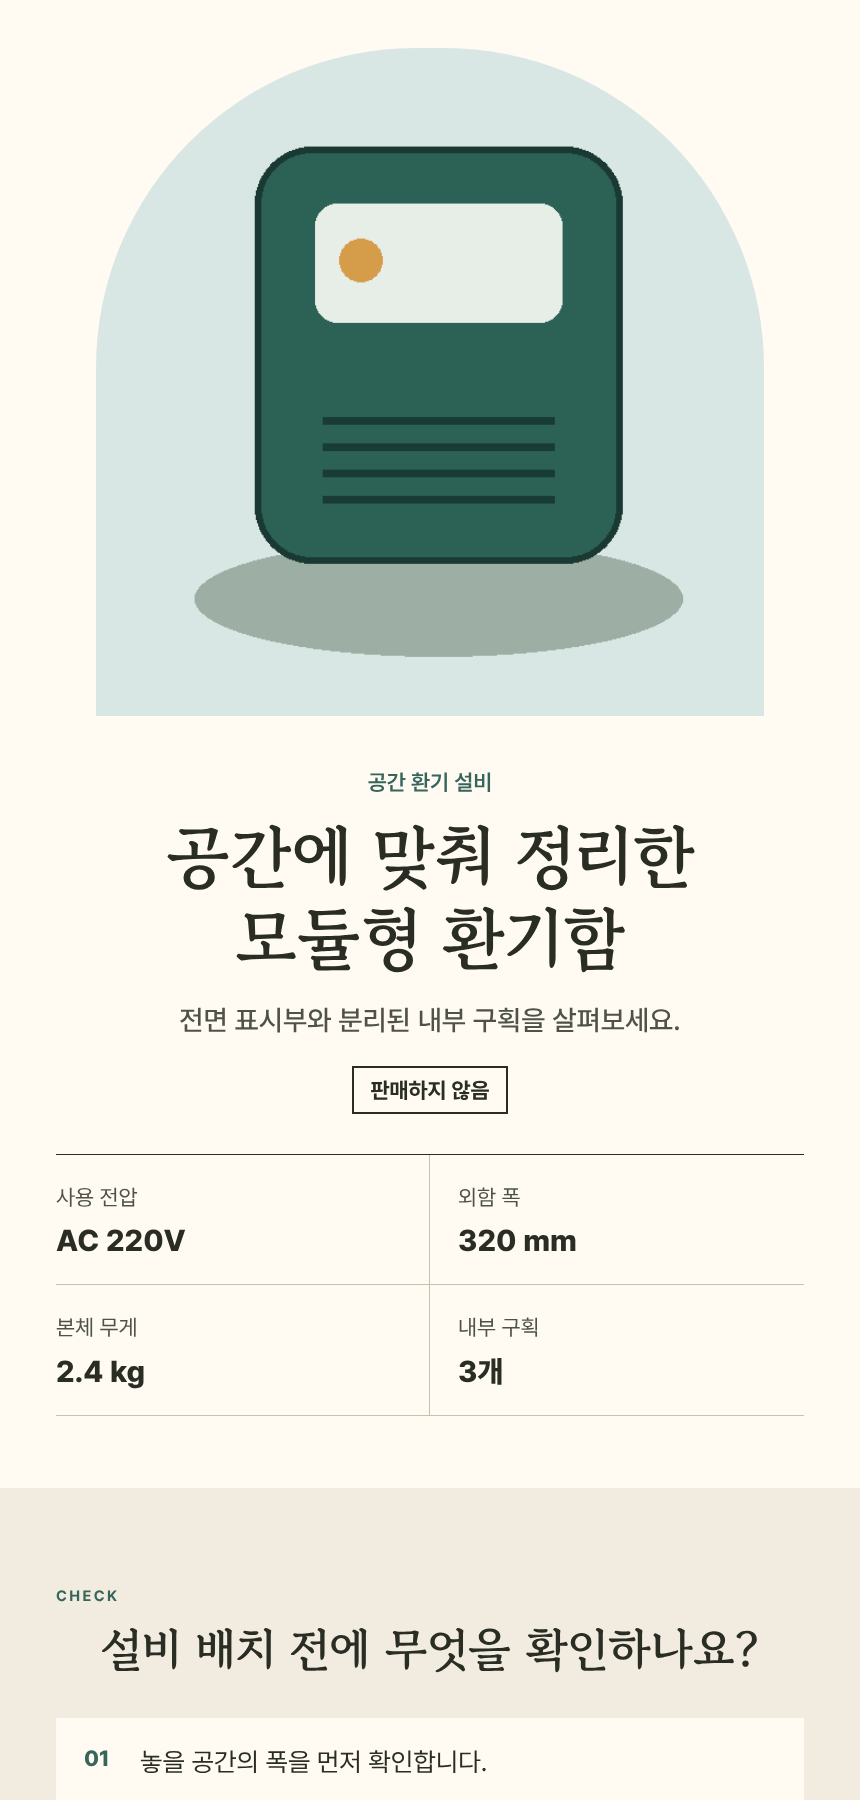 공간 환기 설비
공간에 맞춰 정리한
모듈형 환기함
전면 표시부와 분리된 내부 구획을 살펴보세요.
판매하지 않음
사용 전압
AC 220V
외함 폭
320 mm
본체 무게
2.4 kg
내부 구획
3개
CHECK
설비 배치 전에 무엇을 확인하나요?
01 놓을 공간의 폭을 먼저 확인합니다.